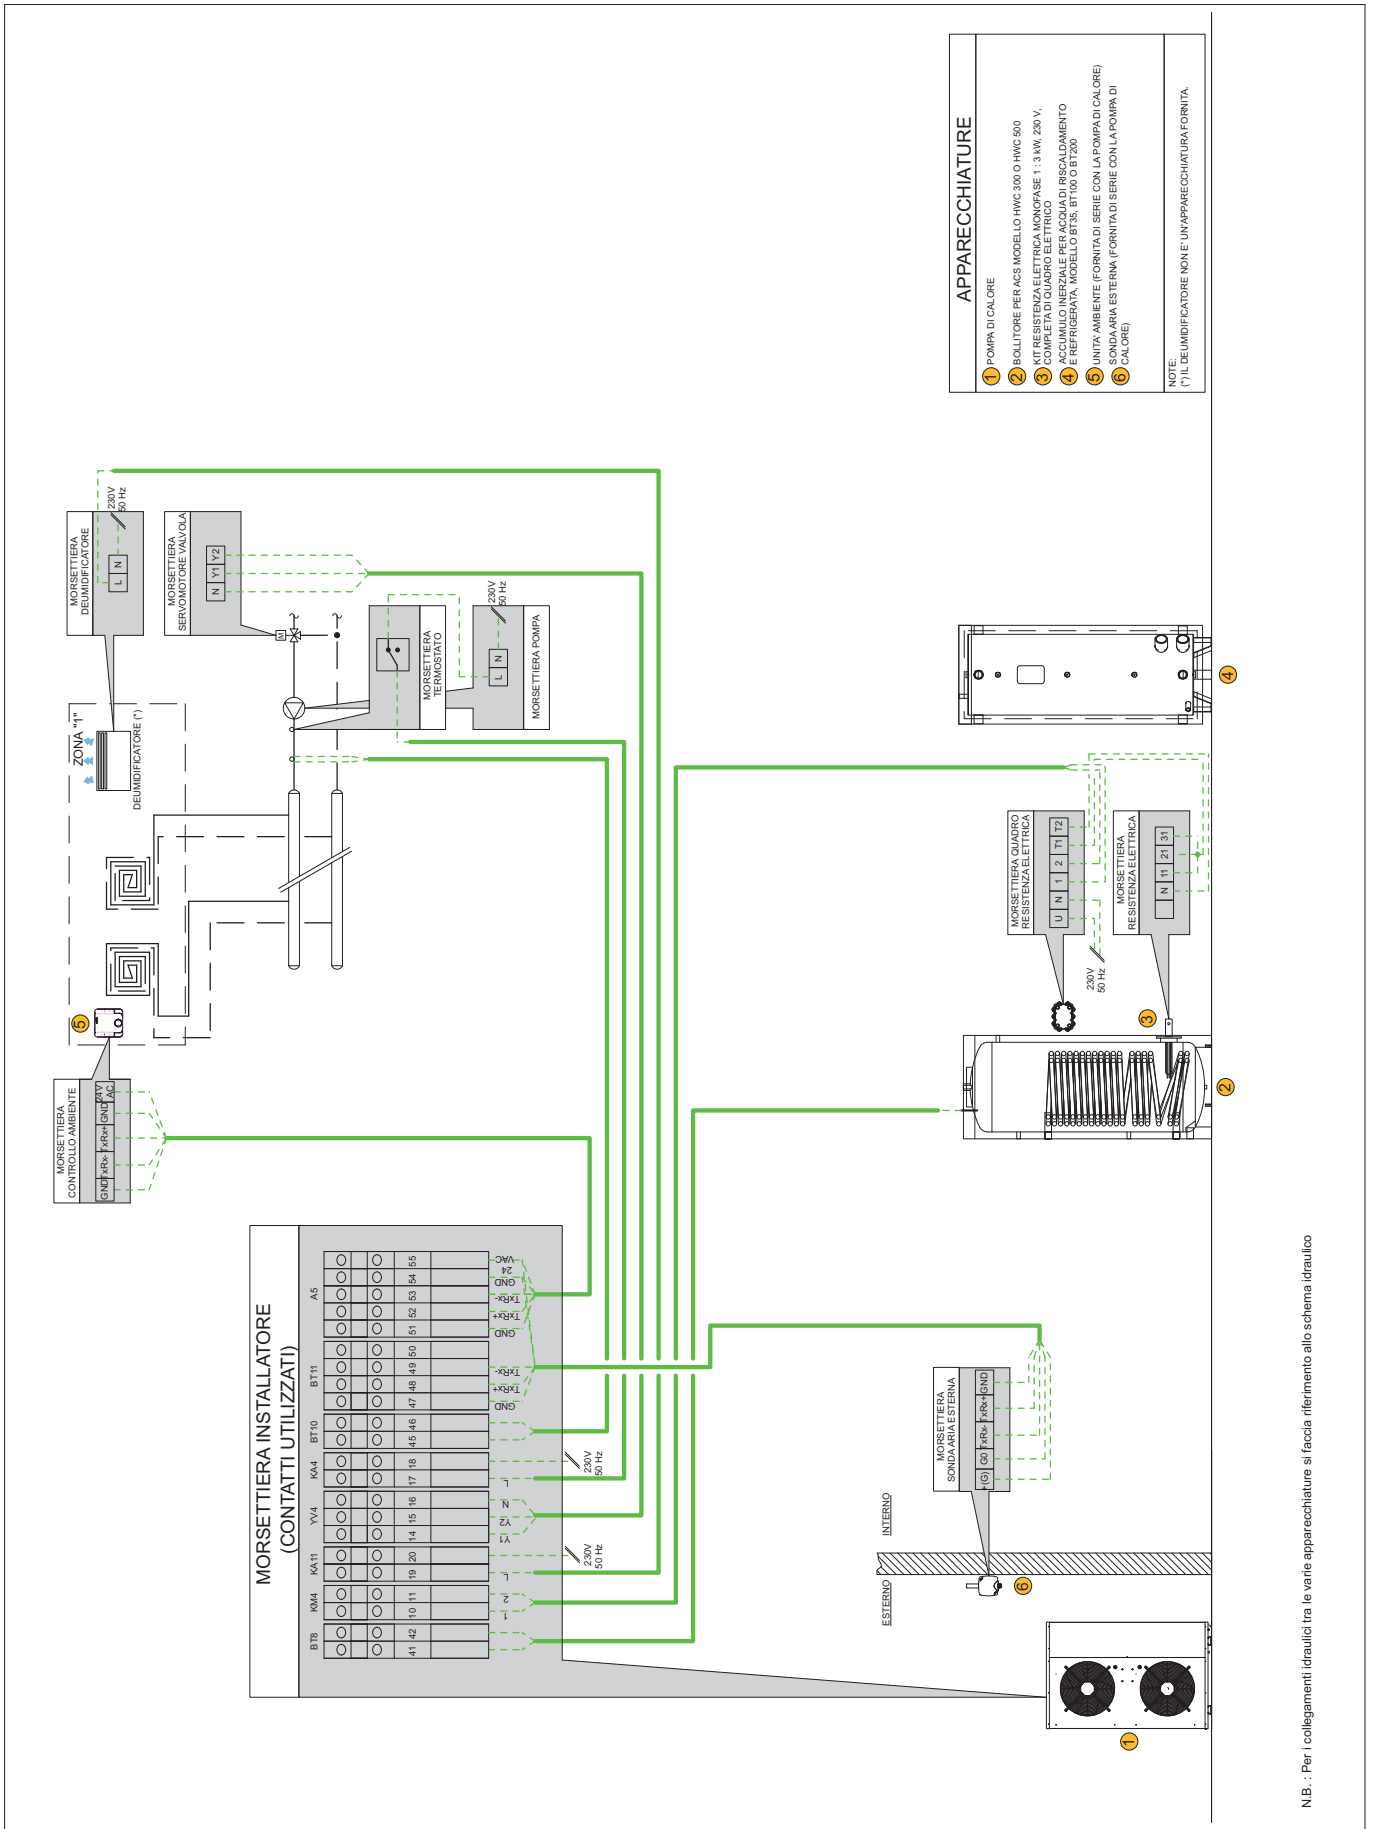 MORSETTIERA INSTALLATORE
(CONTATTI UTILIZZATI)
BT8
KM4
KA11
YV4
KA4
BT10
BT11
A5
41 42 10 11 19 20 14 15 16 17 18 45 46 47 48 49 50 51 52 53 54 55
1 2
L
230V
50 Hz
Y1 Y2 N
L
230V
50 Hz
GND TxRx+ TxRx-
GND TxRx+ TxRx- GND 24 VAC
MORSETTIERA
CONTROLLO AMBIENTE
GND TxRx- TxRx+ GND 24V AC
5
ZONA "1"
DEUMIDIFICATORE (*)
MORSETTIERA
DEUMIDIFICATORE
L N
230V
50 Hz
MORSETTIERA
SERVOMOTORE VALVOLA
N Y1 Y2
M
MORSETTIERA
TERMOSTATO
MORSETTIERA POMPA
L N
230V
50 Hz
APPARECCHIATURE
1 POMPA DI CALORE
2 BOLLITORE PER ACS MODELLO HWC 300 O HWC 500
3 KIT RESISTENZA ELETTRICA MONOFASE 1 : 3 kW, 230 V,
COMPLETA DI QUADRO ELETTRICO
4 ACCUMULO INERZIALE PER ACQUA DI RISCALDAMENTO
E REFRIGERATA, MODELLO BT35, BT100 O BT200
5 UNITA' AMBIENTE (FORNITA DI SERIE CON LA POMPA DI CALORE)
6 SONDA ARIA ESTERNA (FORNITA DI SERIE CON LA POMPA DI
CALORE)
NOTE:
(*) IL DEUMIDIFICATORE NON E' UN'APPARECCHIATURA FORNITA.
ESTERNO
INTERNO
MORSETTIERA
SONDA ARIA ESTERNA
+(G) G0 TxRx- TxRx+ GND
6
1
MORSETTIERA QUADRO
RESISTENZA ELETTRICA
U N 1 2 T1 T2
230V
50 Hz
MORSETTIERA
RESISTENZA ELETTRICA
N 11 21 31
3
2
4
N.B. : Per i collegamenti idraulici tra le varie apparecchiature si faccia riferimento allo schema idraulico